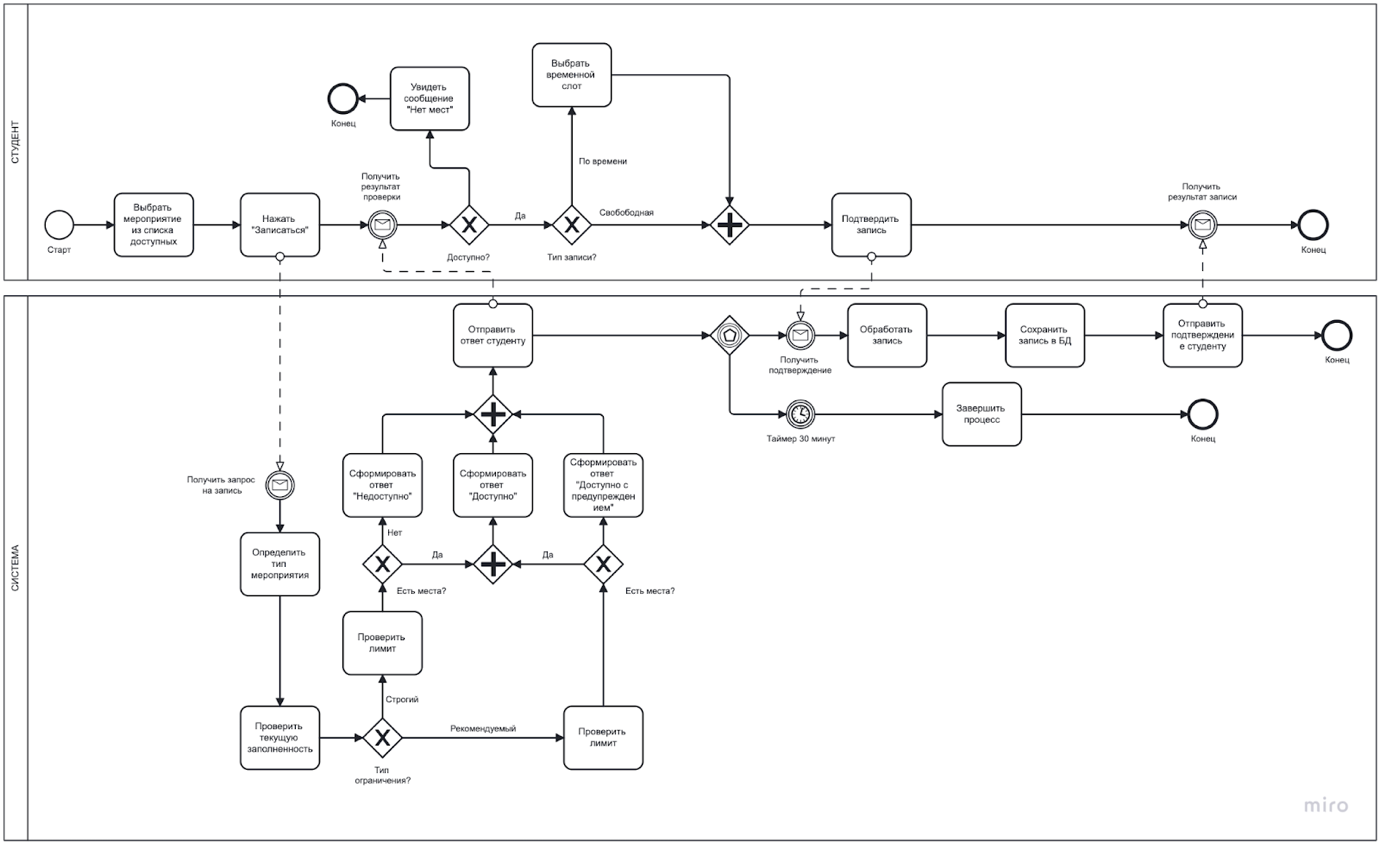 СТУДЕНТ
Выбрать
временной
слот
Увидеть
сообщение
"Нет мест"
Конец
По времени
Получить
результат
проверки
Получить
результат записи
Старт
Выбрать
мероприятие
из списка
доступных
Нажать
"Записаться"
Доступно?
Да
Тип записи?
Свобободная
Подтвердить
запись
Конец
СИСТЕМА
Отправить
ответ студенту
Получить
подтверждение
Обработать
запись
Сохранить
запись в БД
Отправить
подтверждени
е студенту
Конец
Таймер 30 минут
Завершить
процесс
Конец
Получить запрос
на запись
Сформировать
ответ
"Недоступно"
Сформировать
ответ
"Доступно"
Сформировать
ответ
"Доступно с
предупрежден
ием"
Нет
Да
Да
Есть места?
Есть места?
Определить
тип
мероприятия
Проверить
лимит
Строгий
Проверить
текущую
заполненность
Рекомендуемый
Тип
ограничения?
Проверить
лимит
miro